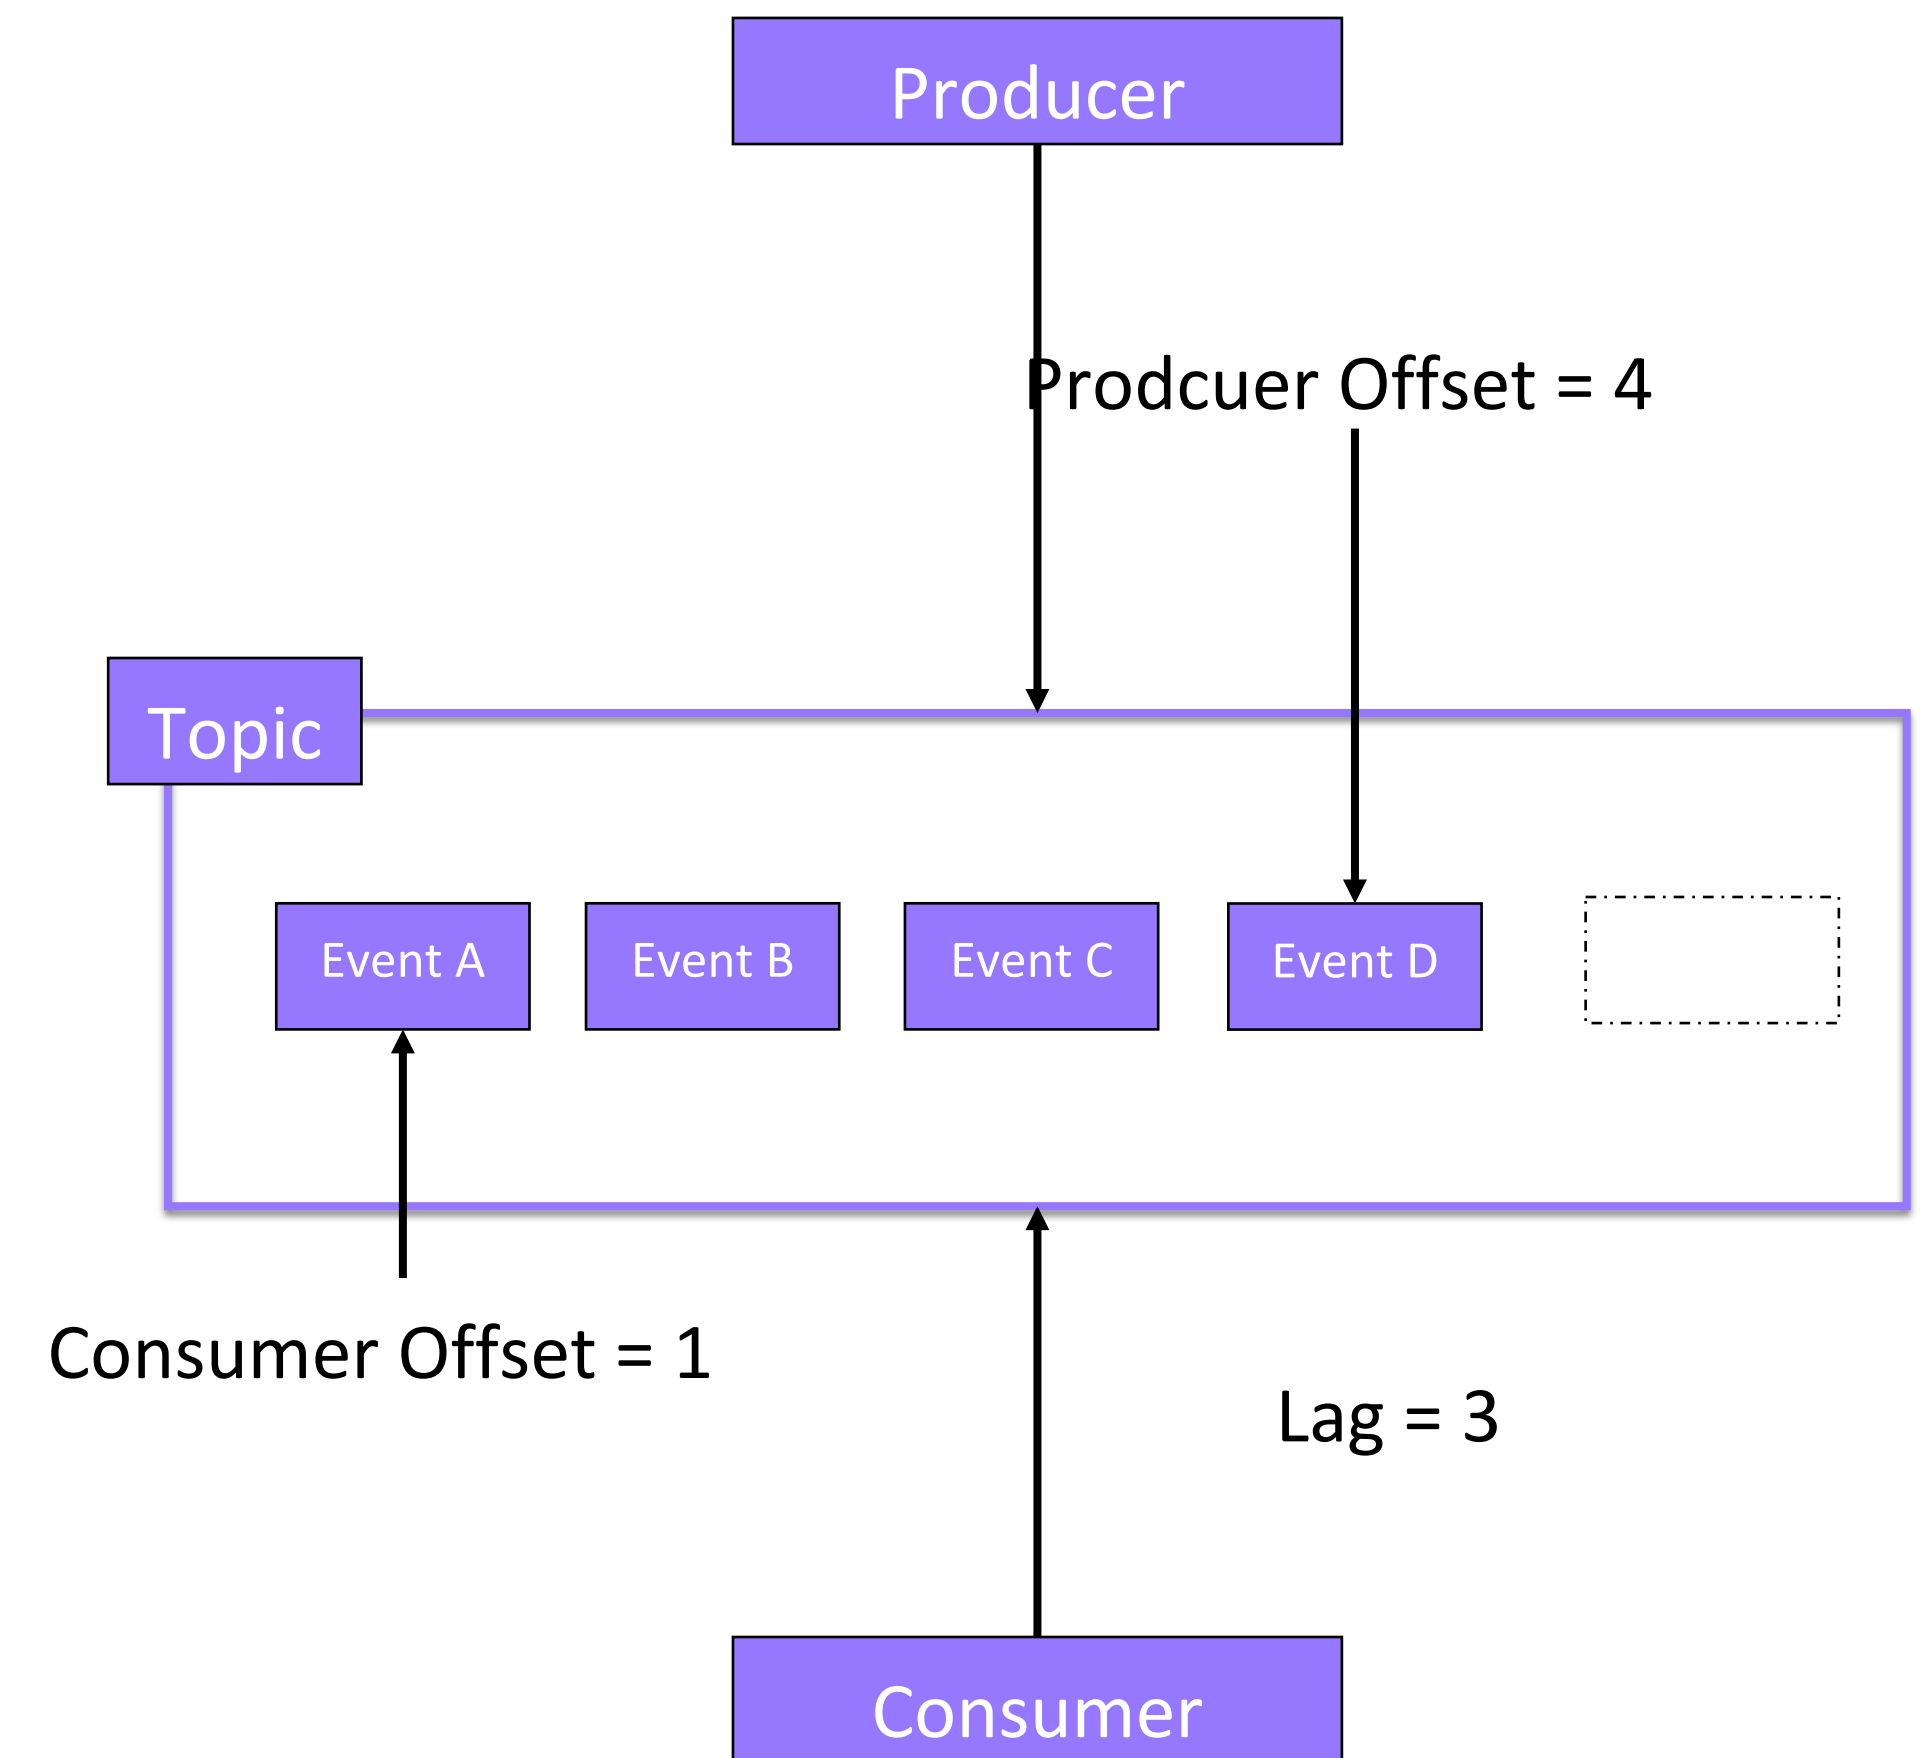 Producer
Prodcuer Offset = 4
Topic
Event A
Event B
Event C
Event D
Consumer Offset = 1
Lag = 3
Consumer